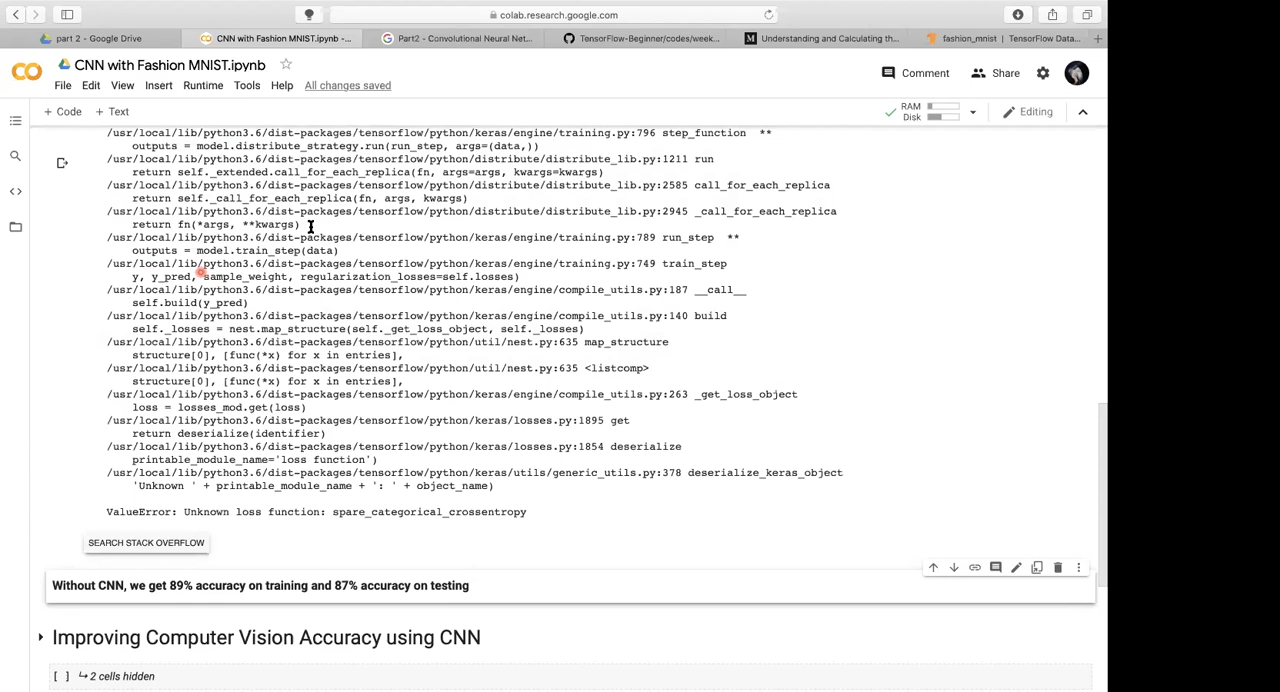 colab.research.google.com
part 2 - Google Drive
CNN with Fashion MNIST.ipynb -...
Part2 - Convolutional Neural Net...
TensorFlow-Beginner/codes/week...
Understanding and Calculating th...
fashion_mnist | TensorFlow Data...
CNN with Fashion MNIST.ipynb
File Edit View Insert Runtime Tools Help All changes saved
Comment Share
+ Code + Text
RAM
Disk
Editing
/usr/local/lib/python3.6/dist-packages/tensorflow/python/keras/engine/training.py:796 step_function  **
outputs = model.distribute_strategy.run(run_step, args=(data,))
/usr/local/lib/python3.6/dist-packages/tensorflow/python/distribute/distribute_lib.py:1211 run
return self._extended.call_for_each_replica(fn, args=args, kwargs=kwargs)
/usr/local/lib/python3.6/dist-packages/tensorflow/python/distribute/distribute_lib.py:2585 call_for_each_replica
return self._call_for_each_replica(fn, args, kwargs)
/usr/local/lib/python3.6/dist-packages/tensorflow/python/distribute/distribute_lib.py:2945 _call_for_each_replica
return fn(*args, **kwargs)
/usr/local/lib/python3.6/dist-packages/tensorflow/python/keras/engine/training.py:789 run_step  **
outputs = model.train_step(data)
/usr/local/lib/python3.6/dist-packages/tensorflow/python/keras/engine/training.py:749 train_step
y, y_pred, sample_weight, regularization_losses=self.losses)
/usr/local/lib/python3.6/dist-packages/tensorflow/python/keras/engine/compile_utils.py:187 __call__
self.build(y_pred)
/usr/local/lib/python3.6/dist-packages/tensorflow/python/keras/engine/compile_utils.py:140 build
self._losses = nest.map_structure(self._get_loss_object, self._losses)
/usr/local/lib/python3.6/dist-packages/tensorflow/python/util/nest.py:635 map_structure
structure[0], [func(*x) for x in entries],
/usr/local/lib/python3.6/dist-packages/tensorflow/python/util/nest.py:635 <listcomp>
structure[0], [func(*x) for x in entries],
/usr/local/lib/python3.6/dist-packages/tensorflow/python/keras/engine/compile_utils.py:263 _get_loss_object
loss = losses_mod.get(loss)
/usr/local/lib/python3.6/dist-packages/tensorflow/python/keras/losses.py:1895 get
return deserialize(identifier)
/usr/local/lib/python3.6/dist-packages/tensorflow/python/keras/losses.py:1854 deserialize
printable_module_name='loss function')
/usr/local/lib/python3.6/dist-packages/tensorflow/python/keras/utils/generic_utils.py:378 deserialize_keras_object
'Unknown ' + printable_module_name + ': ' + object_name)
ValueError: Unknown loss function: spare_categorical_crossentropy
SEARCH STACK OVERFLOW
Without CNN, we get 89% accuracy on training and 87% accuracy on testing
Improving Computer Vision Accuracy using CNN
[ ] ↳ 2 cells hidden